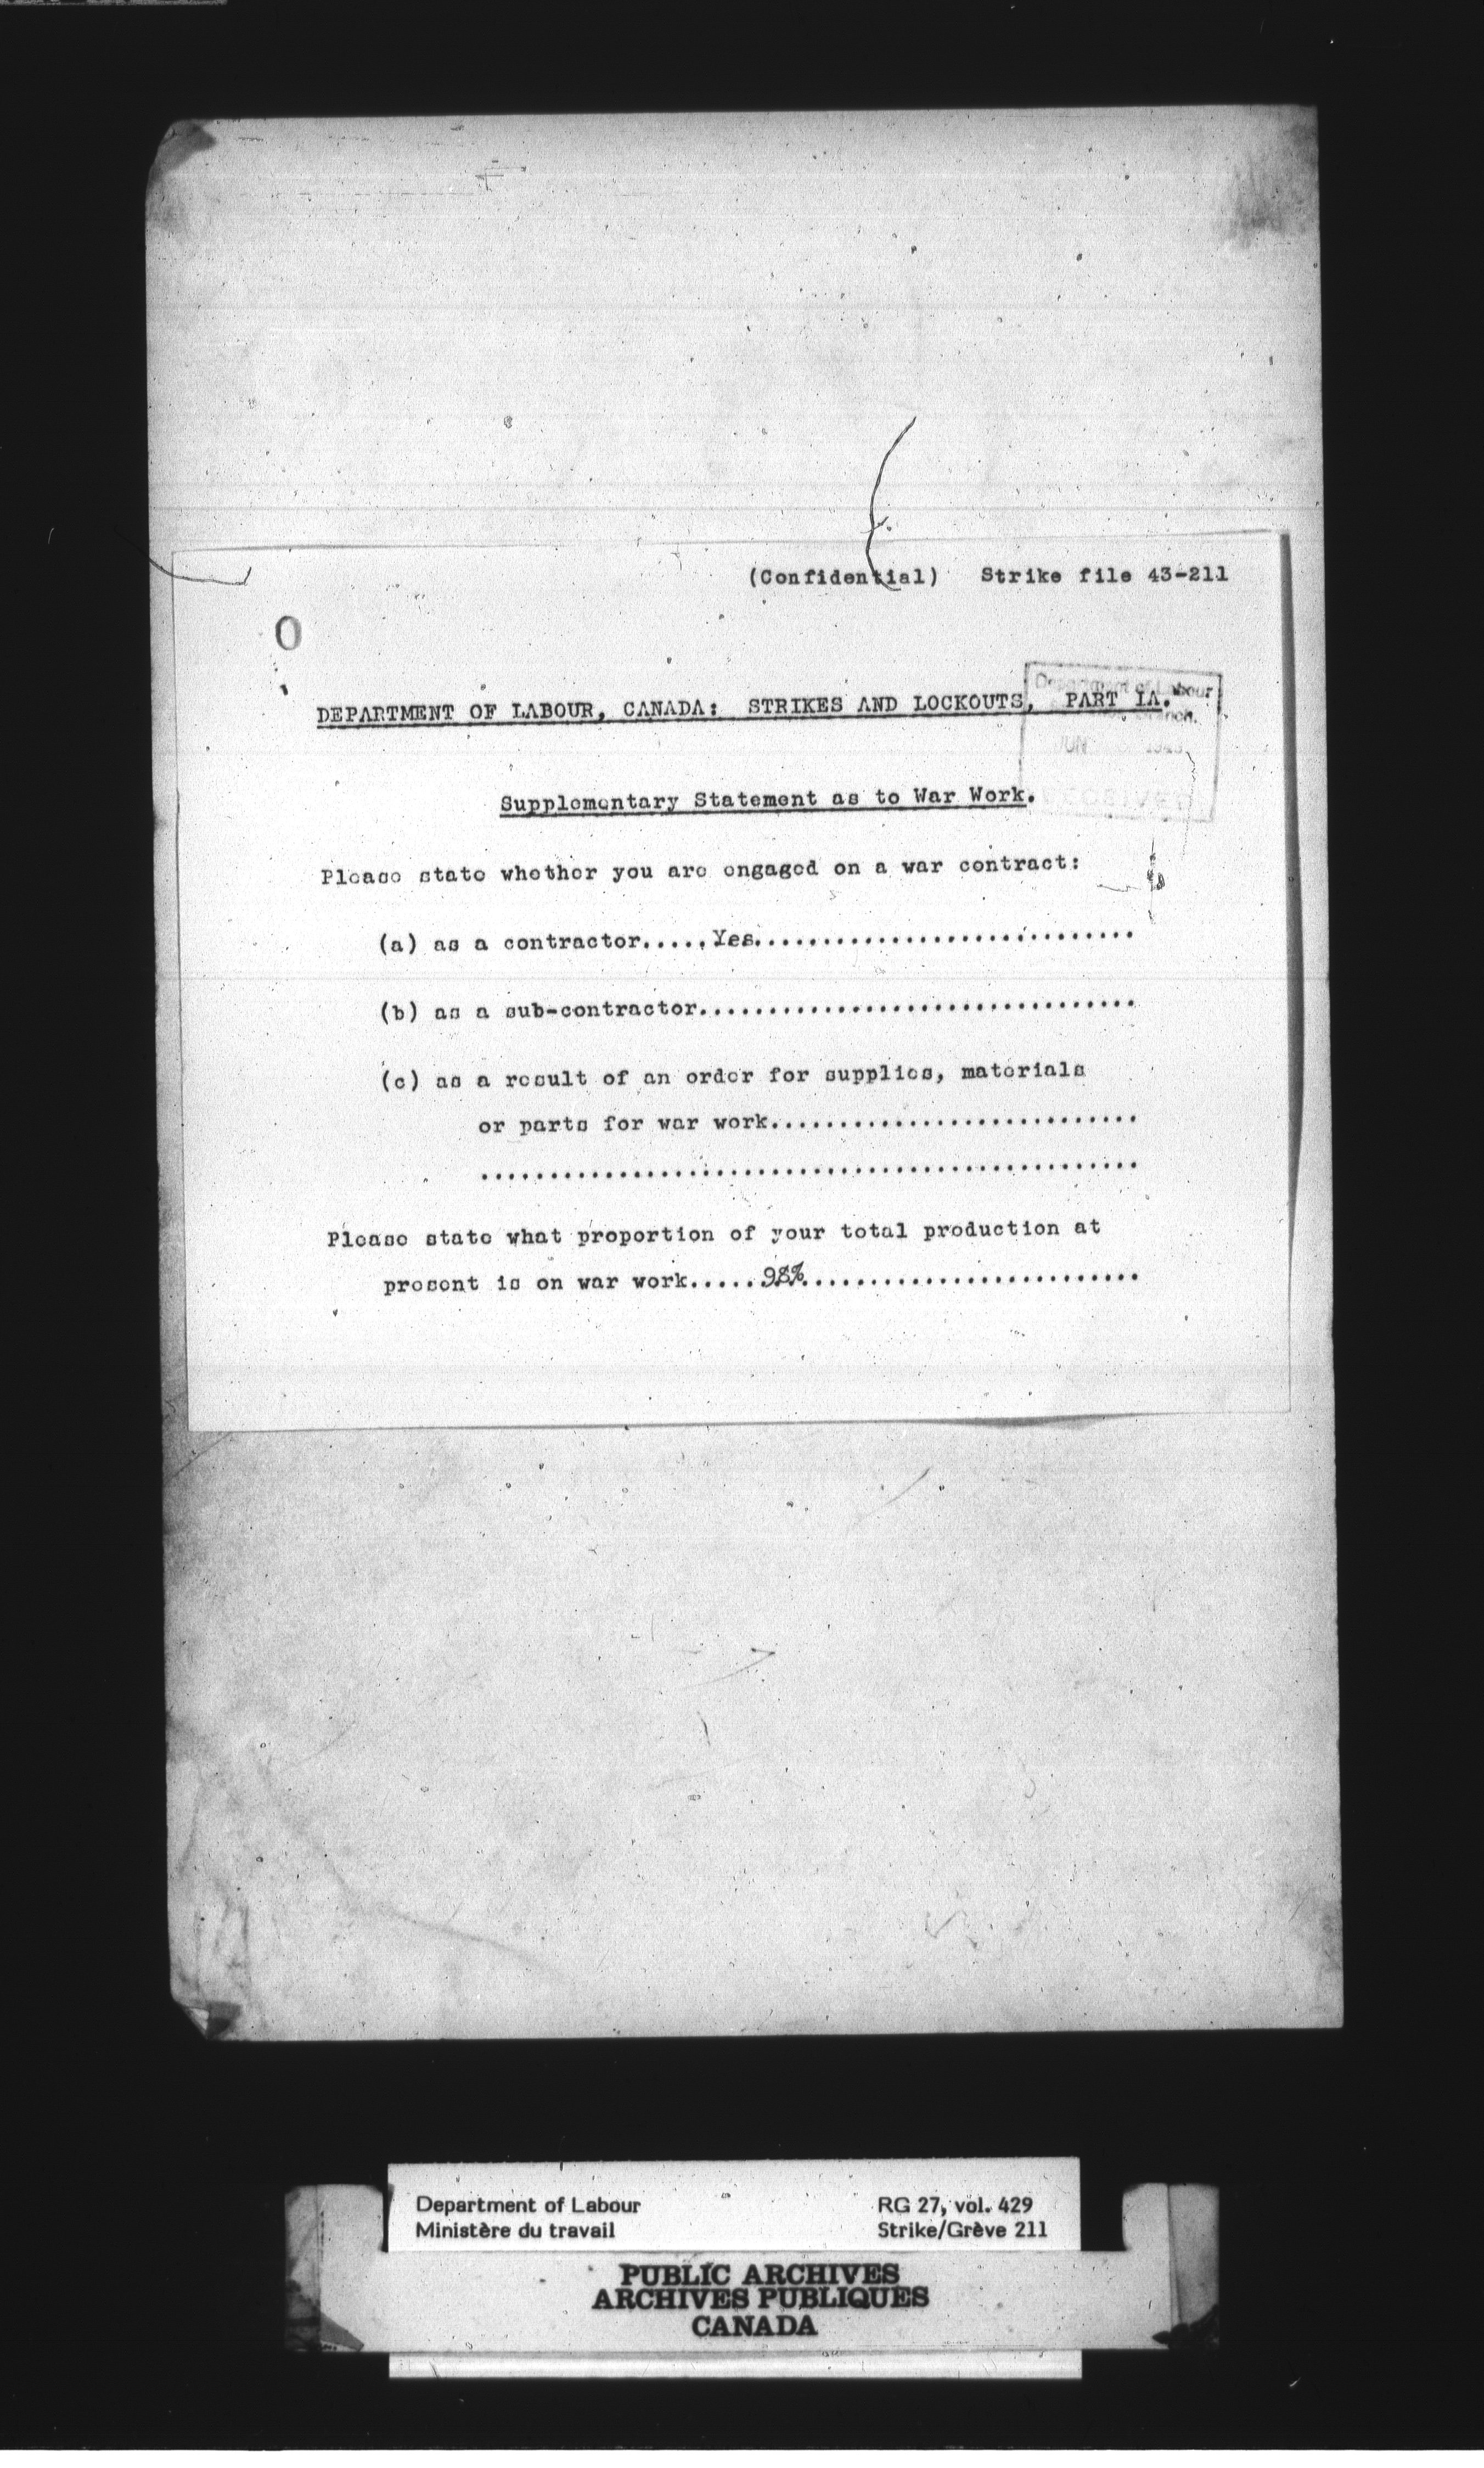 (Confidential) Strike file 43-211
O
Department of Labour
DEPARTMENT OF LABOUR, CANADA: STRIKES AND LOCKOUTS, PART IA.
Supplementary Statement as to War Work.
Please state whether you are engaged on a war contract:
(a) as a contractor.....Yes............................
(b) as a sub-contractor................................
(c) as a result of an order for supplies, materials
or parts for war work...........................
................................................
Please state what proportion of your total production at
present is on war work.....98%.........................
Department of Labour RG 27, vol. 429
Ministère du travail Strike/Grève 211
PUBLIC ARCHIVES
ARCHIVES PUBLIQUES
CANADA